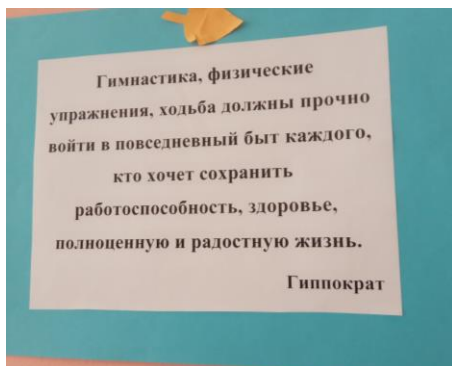 Гимнастика, физические
упражнения, ходьба должны прочно
войти в повседневный быт каждого,
кто хочет сохранить
работоспособность, здоровье,
полноценную и радостную жизнь.
Гиппократ